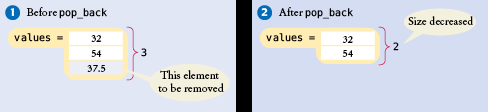 1 Before pop_back
values = 32
54
37.5
3
This element
to be removed
2 After pop_back
Size decreased
values = 32
54
2